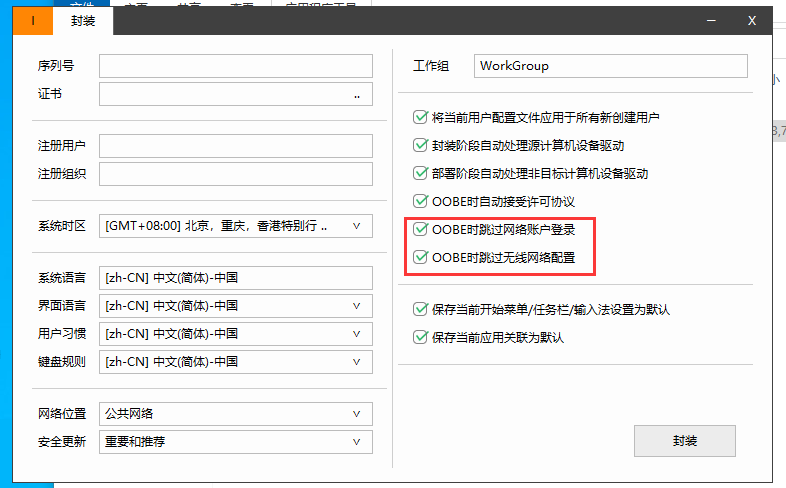 I 封装
序列号
证书 ..
注册用户
注册组织
系统时区 [GMT+08:00] 北京，重庆，香港特别行 ..
系统语言 [zh-CN] 中文(简体)-中国
界面语言 [zh-CN] 中文(简体)-中国
用户习惯 [zh-CN] 中文(简体)-中国
键盘规则 [zh-CN] 中文(简体)-中国
网络位置 公共网络
安全更新 重要和推荐
工作组 WorkGroup
将当前用户配置文件应用于所有新创建用户
封装阶段自动处理源计算机设备驱动
部署阶段自动处理非目标计算机设备驱动
OOBE时自动接受许可协议
OOBE时跳过网络账户登录
OOBE时跳过无线网络配置
保存当前开始菜单/任务栏/输入法设置为默认
保存当前应用关联为默认
封装